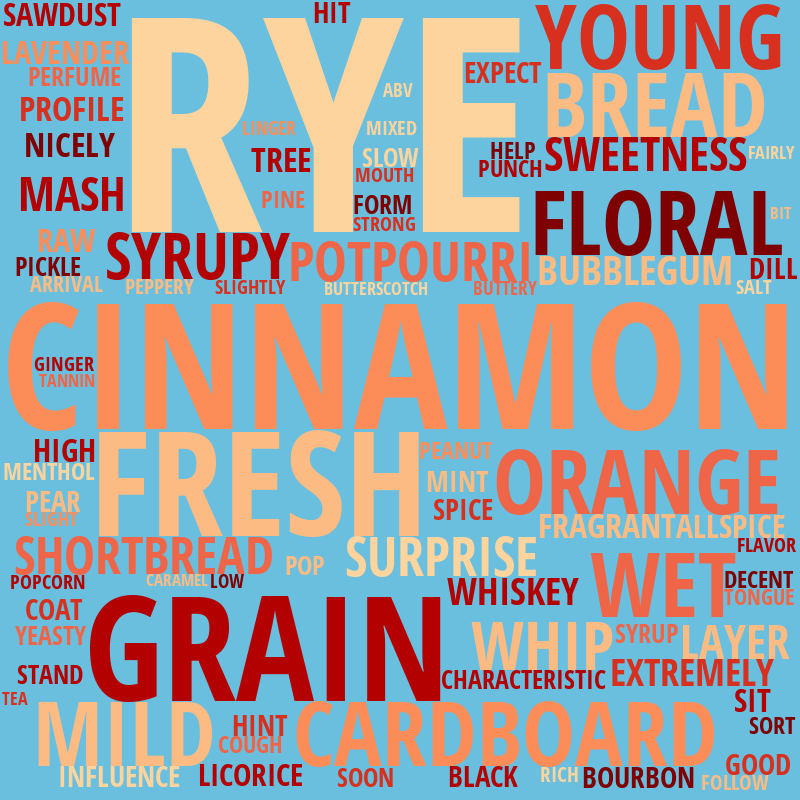 SAWDUST
HIT
RYE
YOUNG
LAVENDER
PERFUME
EXPECT
BREAD
ABV
PROFILE
LINGER
MIXED
NICELY
TREE
SLOW
HELP
SWEETNESS
FAIRLY
PUNCH
MOUTH
MASH
PINE
FORM
FLORAL
BIT
STRONG
RAW
SYRUPY
POTPOURRI
PICKLE
BUBBLEGUM
DILL
ARRIVAL
PEPPERY
SLIGHTLY
BUTTERSCOTCH
BUTTERY
SALT
CINNAMON
GINGER
TANNIN
HIGH
FRESH
PEANUT
ORANGE
MENTHOL
MINT
PEAR
SPICE
SLIGHT
FRAGRANT
ALLSPICE
SHORTBREAD
POP
SURPRISE
FLAVOR
POPCORN
CARAMEL
LOW
WET
DECENT
WHISKEY
TONGUE
COAT
GRAIN
YEASTY
WHIP
SYRUP
LAYER
STAND
CHARACTERISTIC
EXTREMELY
TEA
SIT
MILD
HINT
CARDBOARD
SORT
COUGH
GOOD
INFLUENCE
LICORICE
SOON
BLACK
RICH
BOURBON
FOLLOW